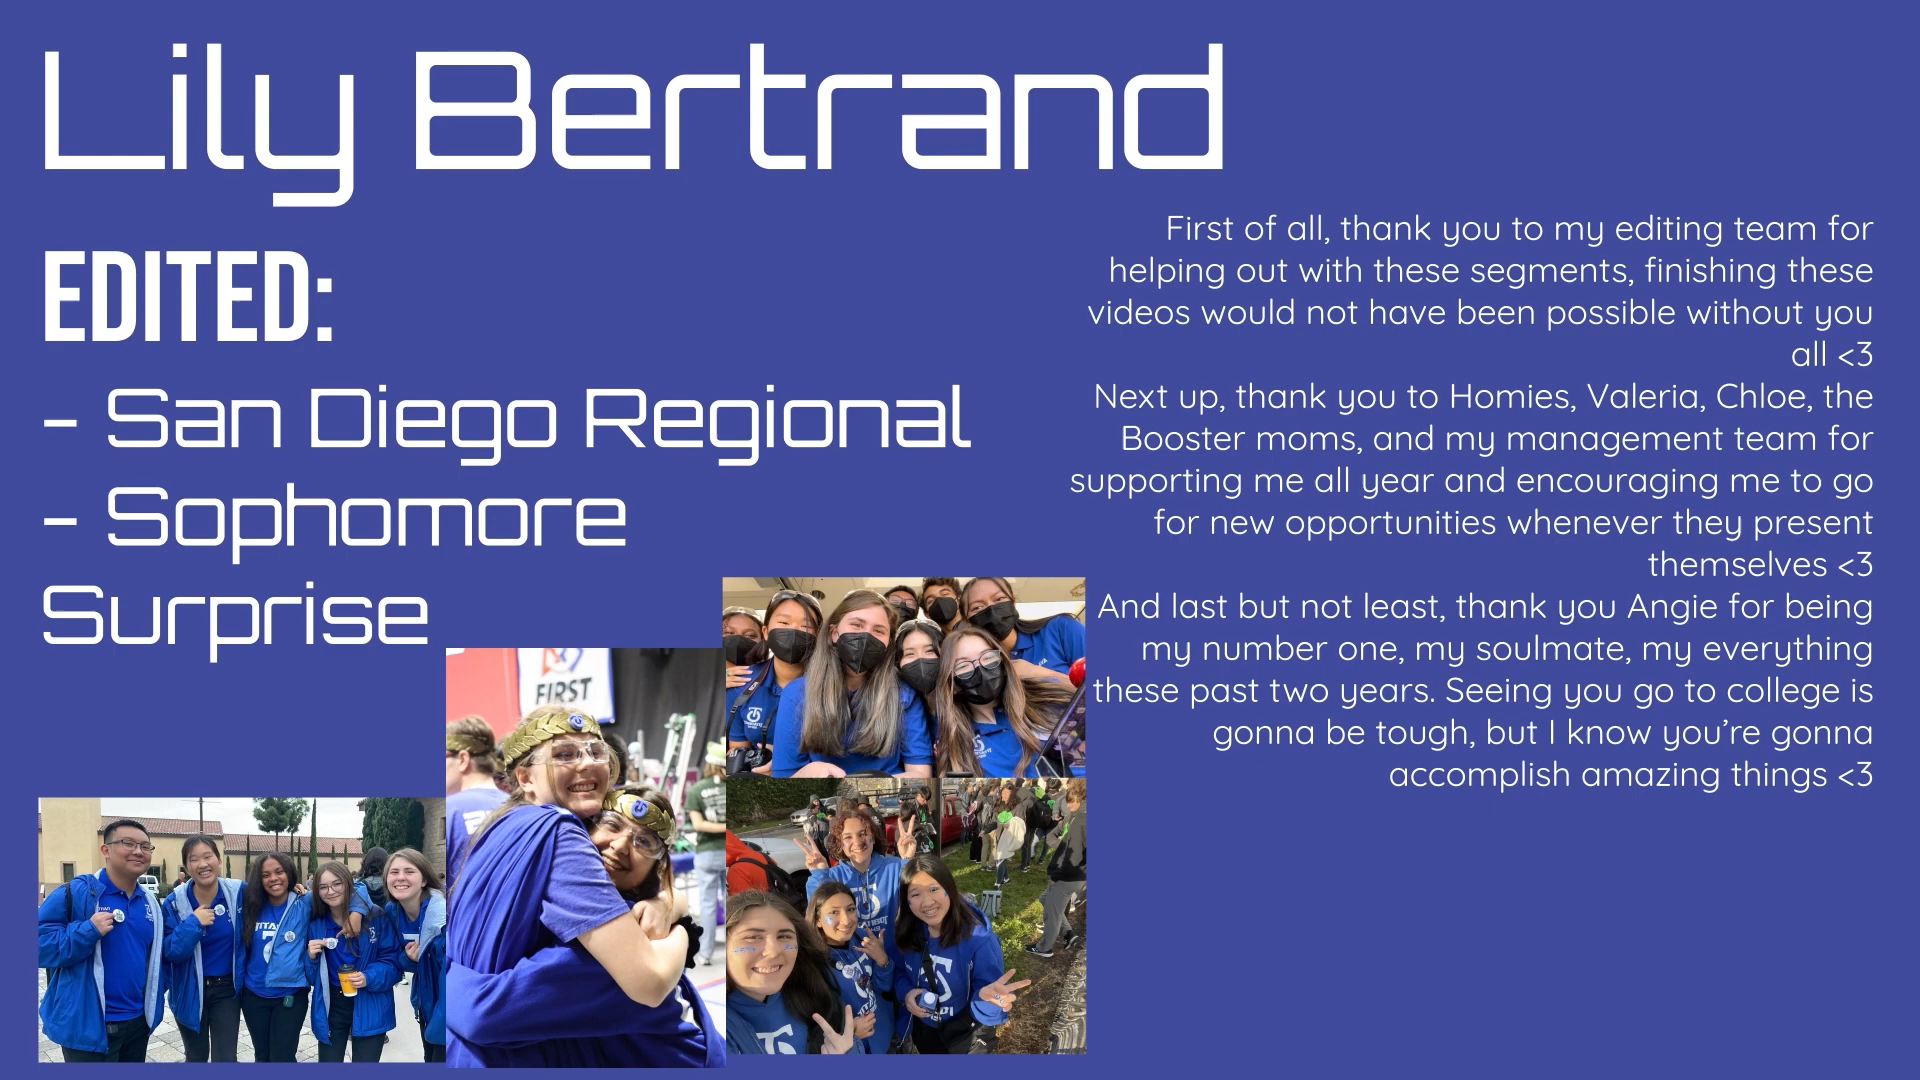 Lily Bertrand
EDITED:
- San Diego Regional
- Sophomore
Surprise
First of all, thank you to my editing team for
helping out with these segments, finishing these
videos would not have been possible without you
all <3
Next up, thank you to Homies, Valeria, Chloe, the
Booster moms, and my management team for
supporting me all year and encouraging me to go
for new opportunities whenever they present
themselves <3
And last but not least, thank you Angie for being
my number one, my soulmate, my everything
these past two years. Seeing you go to college is
gonna be tough, but I know you’re gonna
accomplish amazing things <3
FIRST